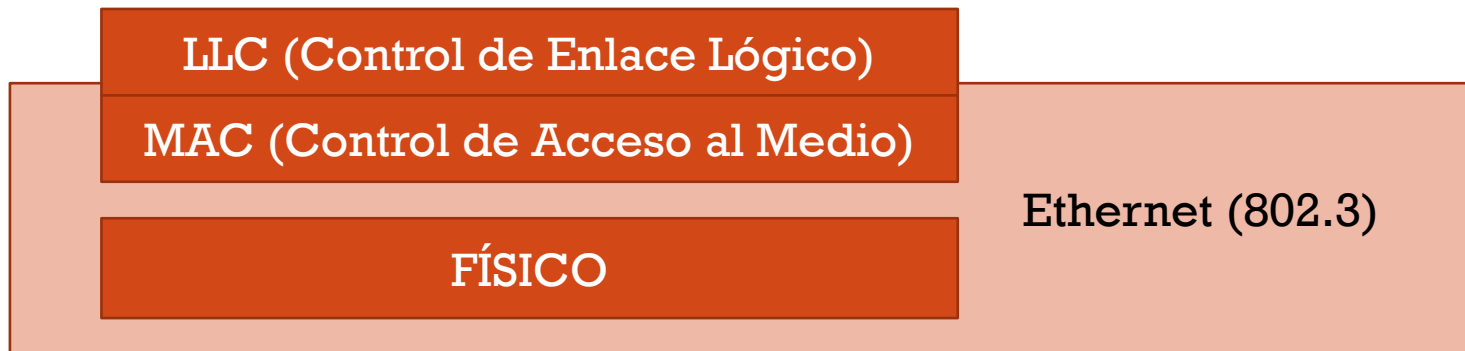 LLC (Control de Enlace Lógico)
MAC (Control de Acceso al Medio)
Ethernet (802.3)
FÍSICO